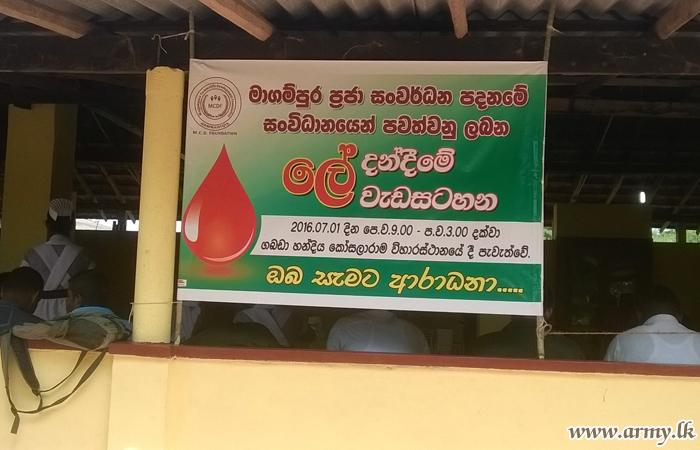 මාගම්පුර ප්‍රජා සංවර්ධන පදනමේ
සංවිධානයෙන් පවත්වනු ලබන
MCDF
M.C.D. FOUNDATION
ලේ දන්දීමේ
වැඩසටහන
2016.07.01 දින පෙ.ව.9.00 - ප.ව.3.00 දක්වා
ගබඩා හන්දිය කෝසලාරාම විහාරස්ථානයේ දී පැවැත්වේ.
ඔබ සැමට ආරාධනා.....
www.army.lk